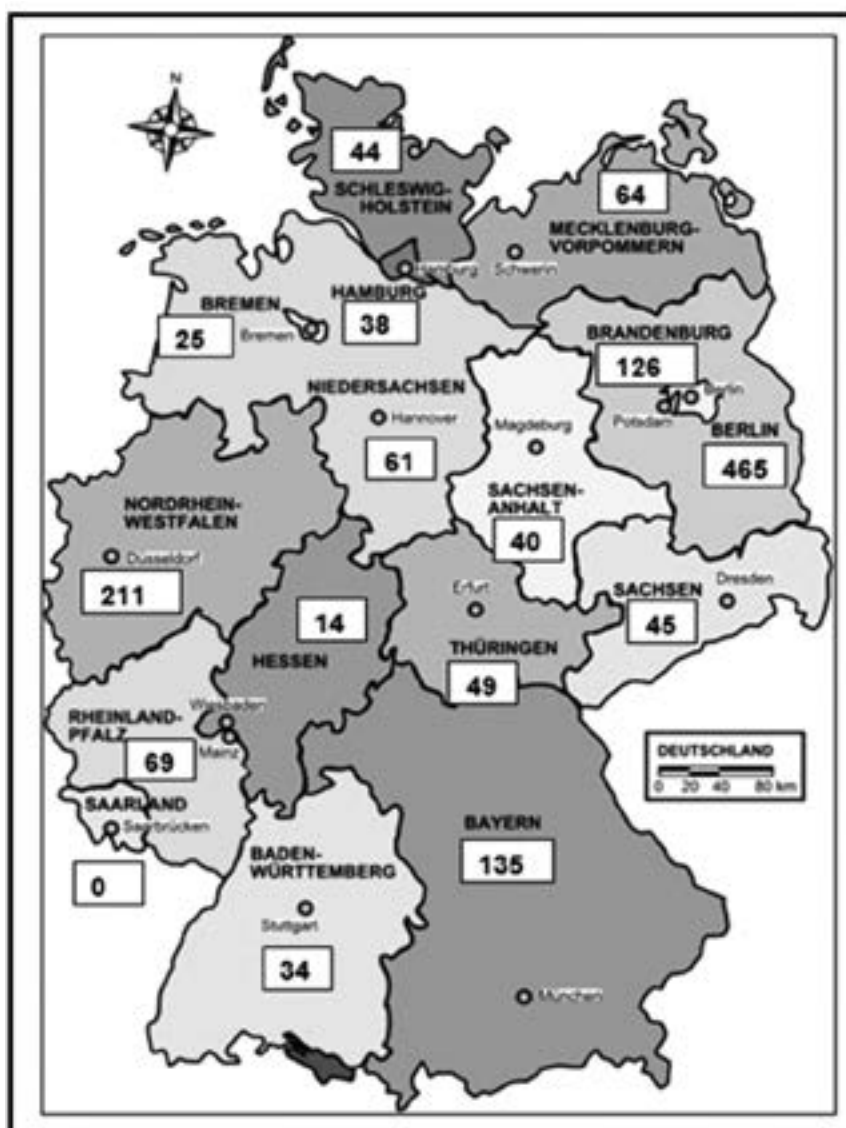 N
44
SCHLESWIG-
HOLSTEIN
64
MECKLENBURG-
VORPOMMERN
Hamburg
Schwerin
BREMEN
25
Bremen
HAMBURG
38
BRANDENBURG
126
Berlin
Potsdam
BERLIN
465
NIEDERSACHSEN
Hannover
61
Magdeburg
SACHSEN-
ANHALT
40
NORDRHEIN-
WESTFALEN
Düsseldorf
211
14
HESSEN
Erfurt
THÜRINGEN
49
SACHSEN
Dresden
45
Wiesbaden
RHEINLAND-
PFALZ
Mainz
69
SAARLAND
Saarbrücken
0
DEUTSCHLAND
0 20 40 80 km
BAYERN
135
BADEN-
WÜRTTEMBERG
Stuttgart
34
München